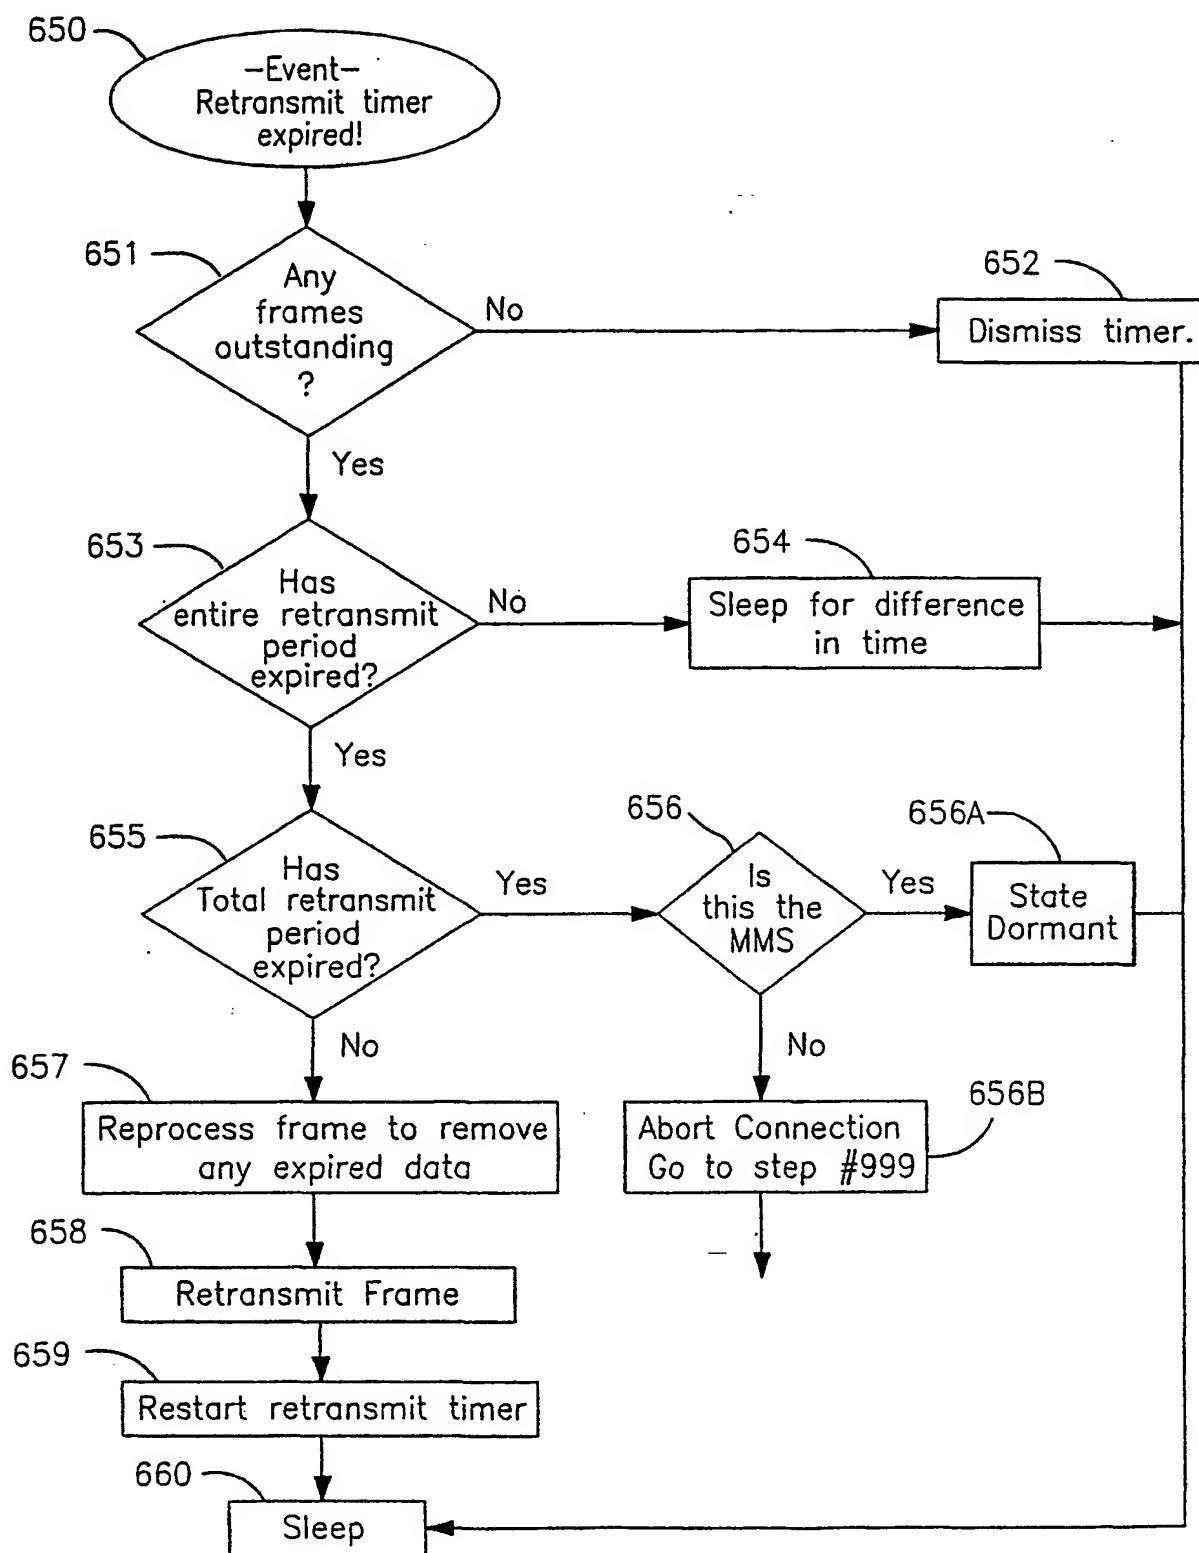 650
–Event–
Retransmit timer
expired!
651
Any
frames
outstanding
?
No
652
Dismiss timer.
Yes
653
Has
entire retransmit
period
expired?
No
654
Sleep for difference
in time
Yes
655
Has
Total retransmit
period
expired?
Yes
656
Is
this the
MMS
Yes
656A
State
Dormant
No
No
657
Reprocess frame to remove
any expired data
656B
Abort Connection
Go to step #999
658
Retransmit Frame
659
Restart retransmit timer
660
Sleep